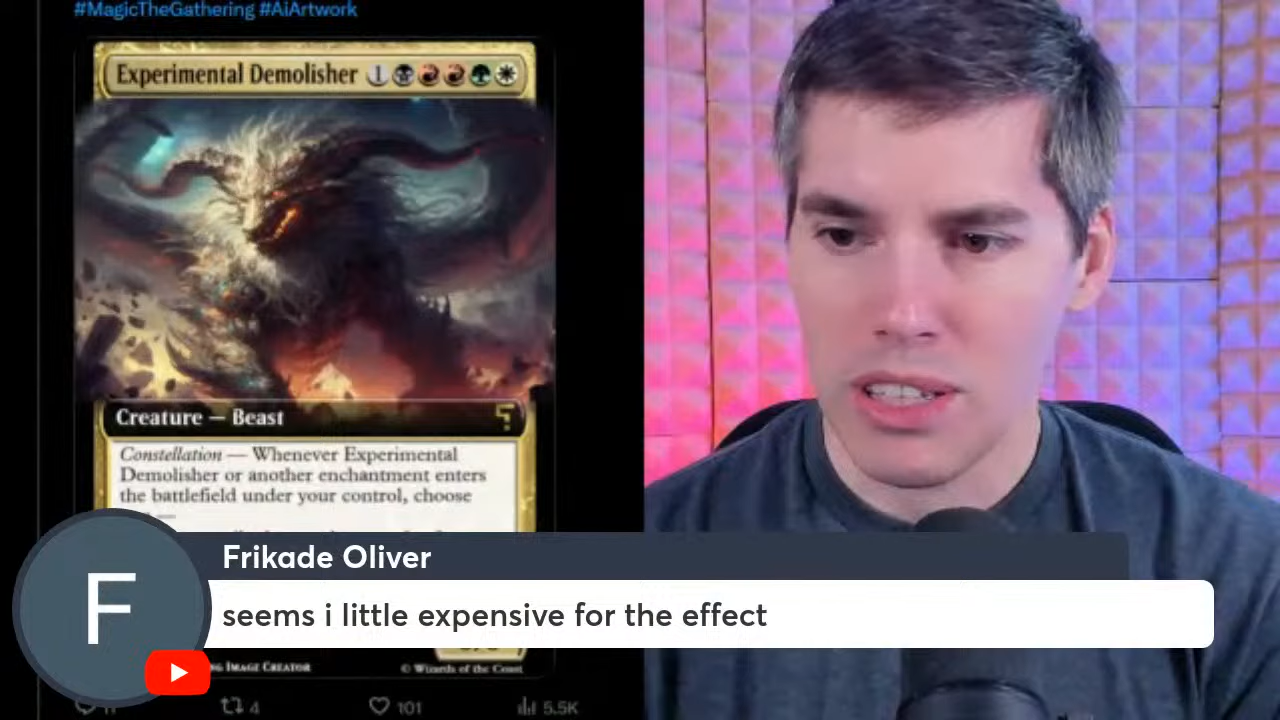 #MagicTheGathering #AiArtwork
Experimental Demolisher 1
Creature — Beast
Constellation — Whenever Experimental
Demolisher or another enchantment enters
the battlefield under your control, choose
F
Frikade Oliver
seems i little expensive for the effect
IMAGE CREATOR
© Wizards of the Coast
4
101
5.5K